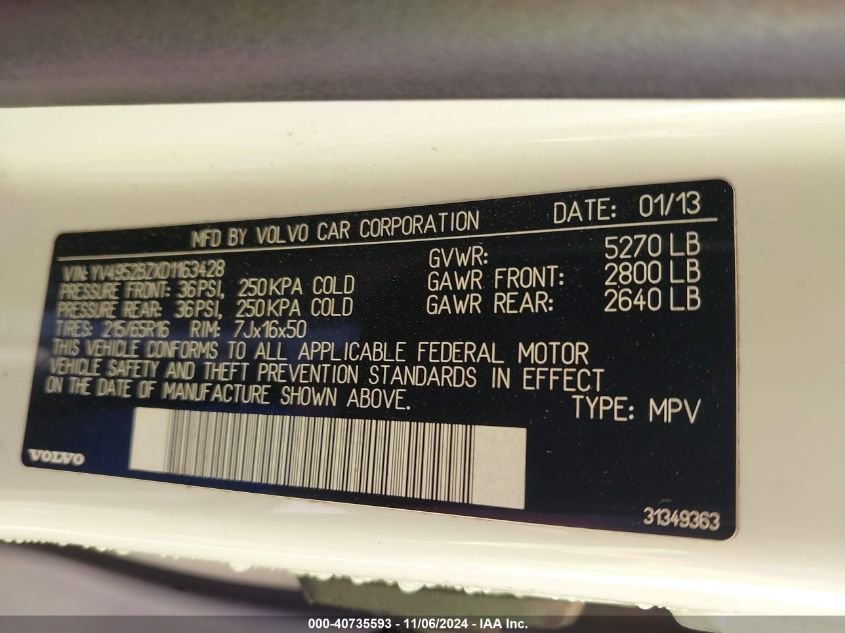 MFD BY VOLVO CAR CORPORATION DATE: 01/13
VIN: YV4952BZXD1163428
PRESSURE FRONT: 36PSI, 250KPA COLD
PRESSURE REAR: 36PSI, 250KPA COLD
TIRES: 215/65R16 RIM: 7Jx16x50
GVWR: 5270 LB
GAWR FRONT: 2800 LB
GAWR REAR: 2640 LB
THIS VEHICLE CONFORMS TO ALL APPLICABLE FEDERAL MOTOR
VEHICLE SAFETY AND THEFT PREVENTION STANDARDS IN EFFECT
ON THE DATE OF MANUFACTURE SHOWN ABOVE.
TYPE: MPV
VOLVO
31349363
000-40735593 - 11/06/2024 - IAA Inc.